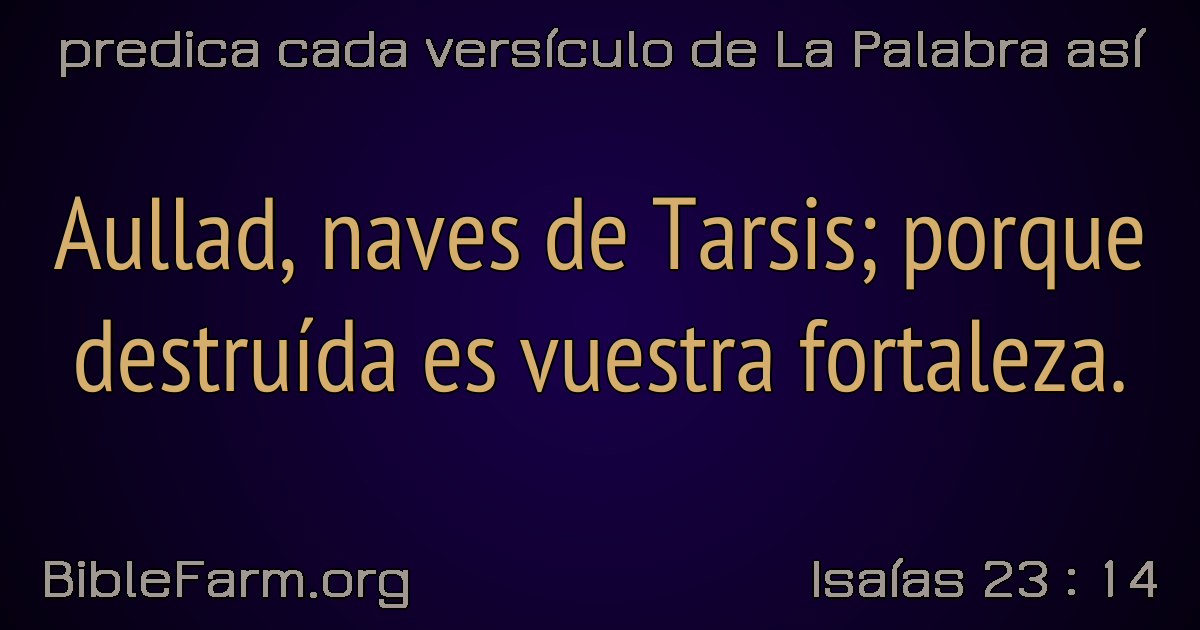 predica cada versículo de La Palabra así
Aullad, naves de Tarsis; porque
destruída es vuestra fortaleza.
BibleFarm.org
Isaías 23 : 14